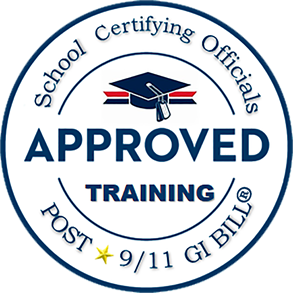 School Certifying Officials
APPROVED
TRAINING
POST 9/11 GI BILL®